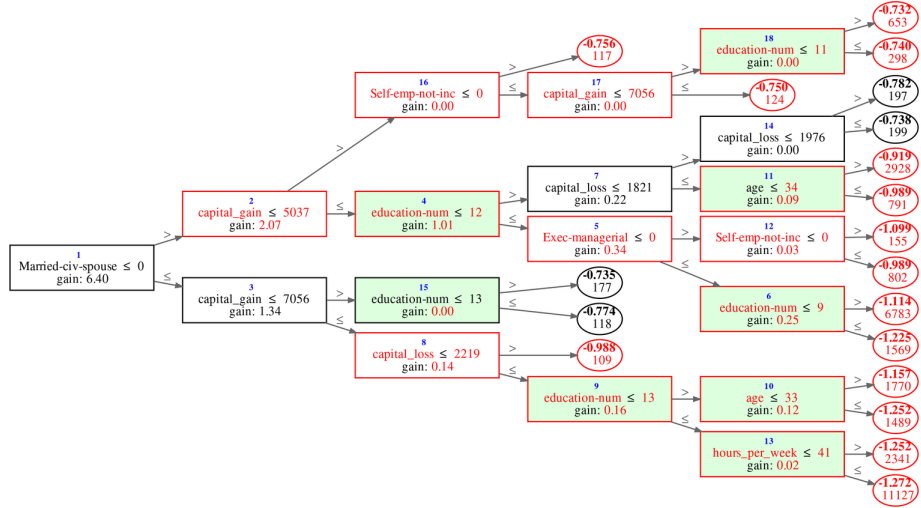 1
Married-civ-spouse ≤ 0
gain: 6.40
>
≤
2
capital_gain ≤ 5037
gain: 2.07
>
≤
3
capital_gain ≤ 7056
gain: 1.34
>
≤
16
Self-emp-not-inc ≤ 0
gain: 0.00
>
≤
4
education-num ≤ 12
gain: 1.01
>
≤
15
education-num ≤ 13
gain: 0.00
>
≤
8
capital_loss ≤ 2219
gain: 0.14
>
≤
-0.756
117
17
capital_gain ≤ 7056
gain: 0.00
>
≤
7
capital_loss ≤ 1821
gain: 0.22
>
≤
5
Exec-managerial ≤ 0
gain: 0.34
>
≤
-0.735
177
-0.774
118
-0.988
109
9
education-num ≤ 13
gain: 0.16
>
≤
18
education-num ≤ 11
gain: 0.00
>
≤
-0.750
124
14
capital_loss ≤ 1976
gain: 0.00
>
≤
11
age ≤ 34
gain: 0.09
>
≤
12
Self-emp-not-inc ≤ 0
gain: 0.03
>
≤
6
education-num ≤ 9
gain: 0.25
>
≤
10
age ≤ 33
gain: 0.12
>
≤
13
hours_per_week ≤ 41
gain: 0.02
>
≤
-0.732
653
-0.740
298
-0.782
197
-0.738
199
-0.919
2928
-0.989
791
-1.099
155
-0.989
802
-1.114
6783
-1.225
1569
-1.157
1770
-1.252
1489
-1.252
2341
-1.272
11127